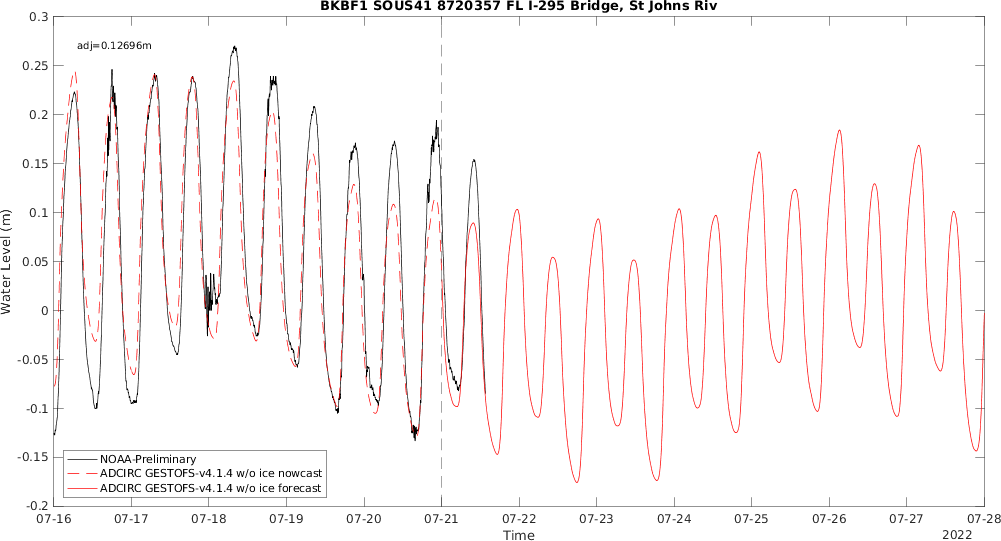 BKBF1 SOUS41 8720357 FL I-295 Bridge, St Johns Riv
adj=0.12696m
0.3
0.25
0.2
0.15
0.1
0.05
0
-0.05
-0.1
-0.15
-0.2
Water Level (m)
NOAA-Preliminary
ADCIRC GESTOFS-v4.1.4 w/o ice nowcast
ADCIRC GESTOFS-v4.1.4 w/o ice forecast
07-16 07-17 07-18 07-19 07-20 07-21 07-22 07-23 07-24 07-25 07-26 07-27 07-28
Time
2022